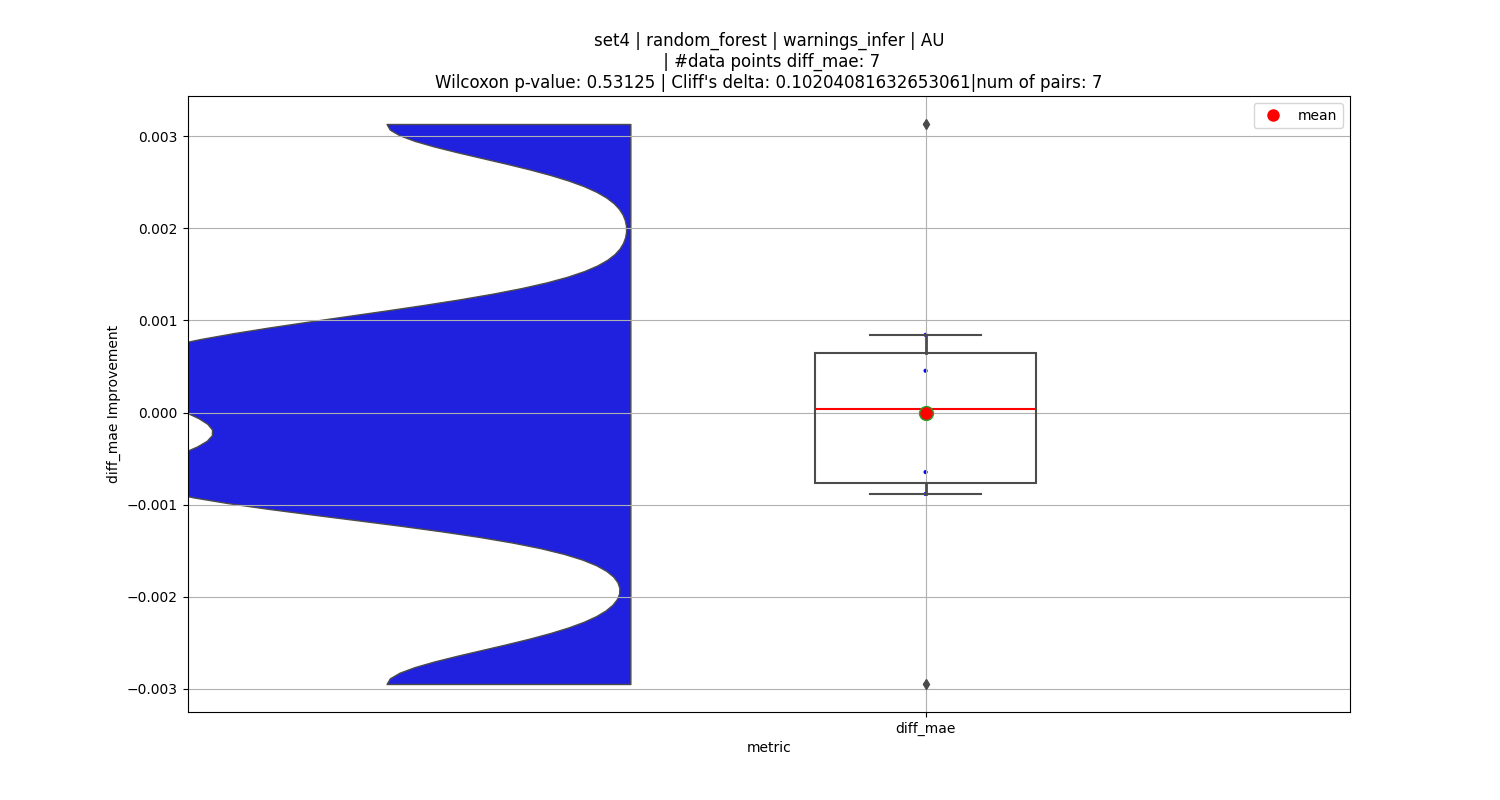 set4 | random_forest | warnings_infer | AU
| #data points diff_mae: 7
Wilcoxon p-value: 0.53125 | Cliff's delta: 0.10204081632653061|num of pairs: 7
mean
0.003
0.002
0.001
0.000
−0.001
−0.002
−0.003
diff_mae Improvement
diff_mae
metric